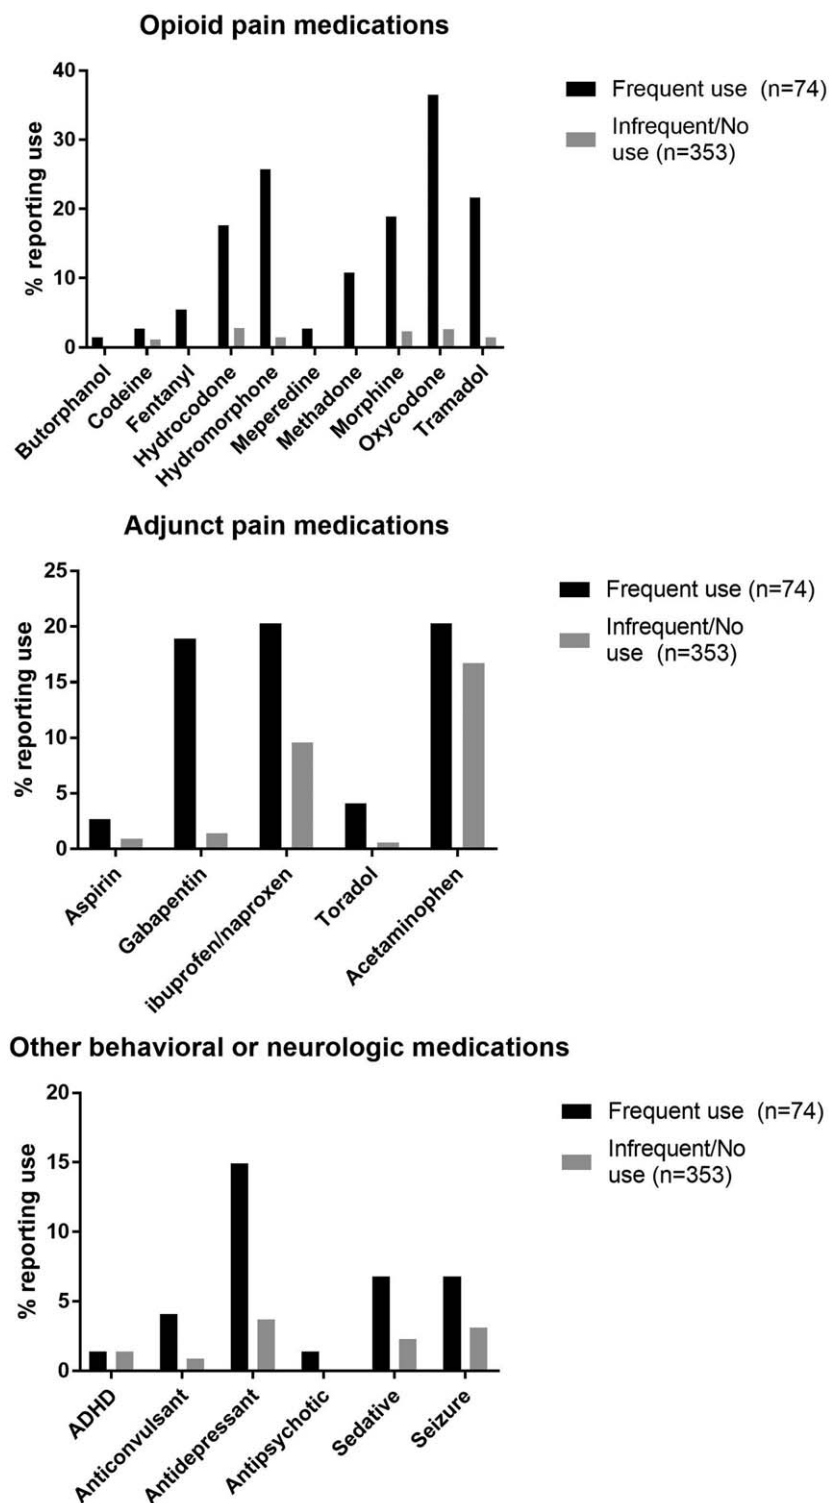 Opioid pain medications
40
30
20
10
0
% reporting use
Frequent use (n=74)
Infrequent/No
use (n=353)
Butorphanol
Codeine
Fentanyl
Hydrocodone
Hydromorphone
Meperedine
Methadone
Morphine
Oxycodone
Tramadol
Adjunct pain medications
25
20
15
10
5
0
% reporting use
Frequent use (n=74)
Infrequent/No
use (n=353)
Aspirin
Gabapentin
ibuprofen/naproxen
Toradol
Acetaminophen
Other behavioral or neurologic medications
20
15
10
5
0
% reporting use
Frequent use (n=74)
Infrequent/No
use (n=353)
ADHD
Anticonvulsant
Antidepressant
Antipsychotic
Sedative
Seizure